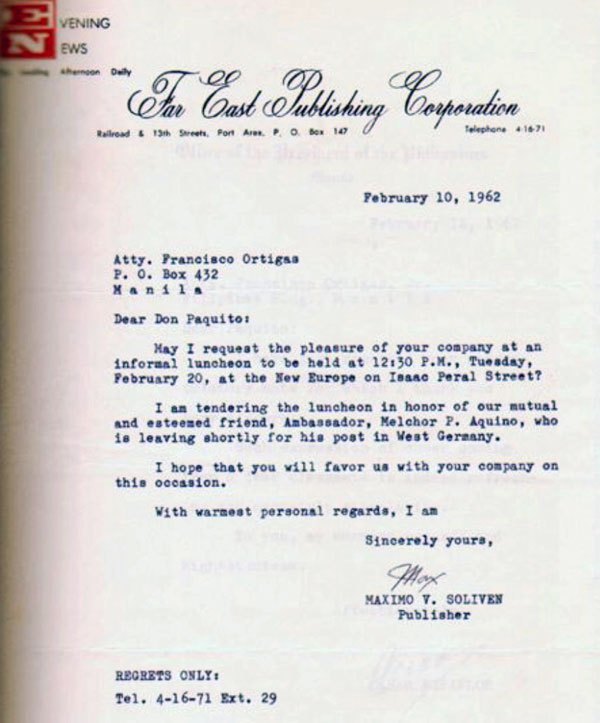 EVENING
NEWS
Afternoon Daily
Far East Publishing Corporation
Railroad & 13th Streets, Port Area, P. O. Box 147
Telephone 4-16-71
February 10, 1962
Atty. Francisco Ortigas
P. O. Box 432
M a n i l a
Dear Don Paquito:
May I request the pleasure of your company at an
informal luncheon to be held at 12:30 P.M., Tuesday,
February 20, at the New Europe on Isaac Peral Street?
I am tendering the luncheon in honor of our mutual
and esteemed friend, Ambassador, Melchor P. Aquino, who
is leaving shortly for his post in West Germany.
I hope that you will favor us with your company on
this occasion.
With warmest personal regards, I am
Sincerely yours,
Max
MAXIMO V. SOLIVEN
Publisher
REGRETS ONLY:
Tel. 4-16-71 Ext. 29